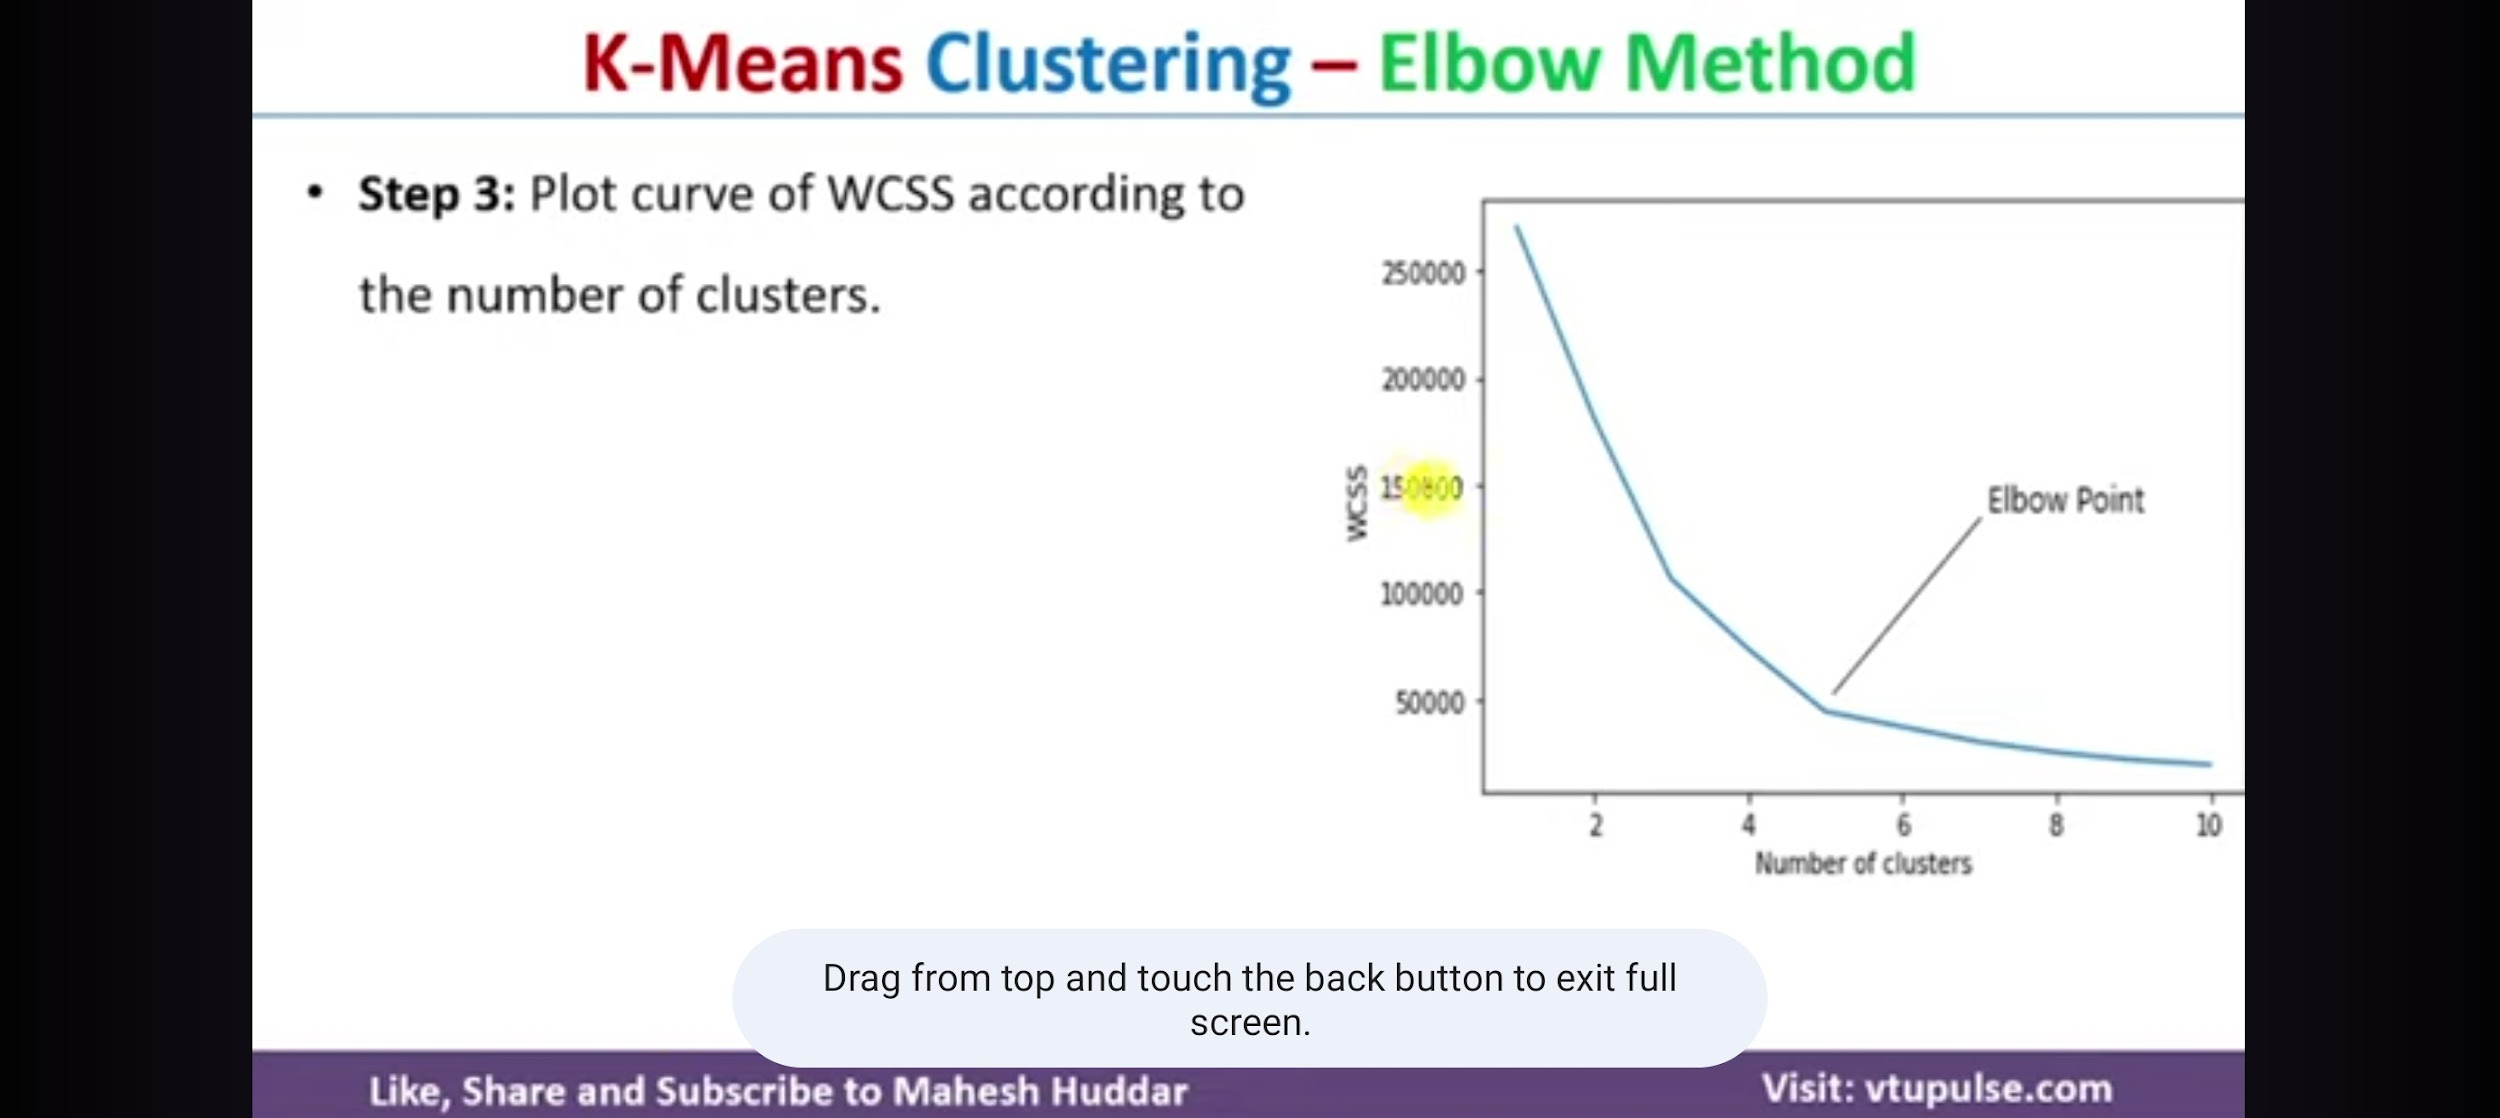 K-Means Clustering – Elbow Method
• Step 3: Plot curve of WCSS according to
the number of clusters.
250000
200000
WCSS
150000
Elbow Point
100000
50000
2 4 6 8 10
Number of clusters
Drag from top and touch the back button to exit full
screen.
Like, Share and Subscribe to Mahesh Huddar
Visit: vtupulse.com